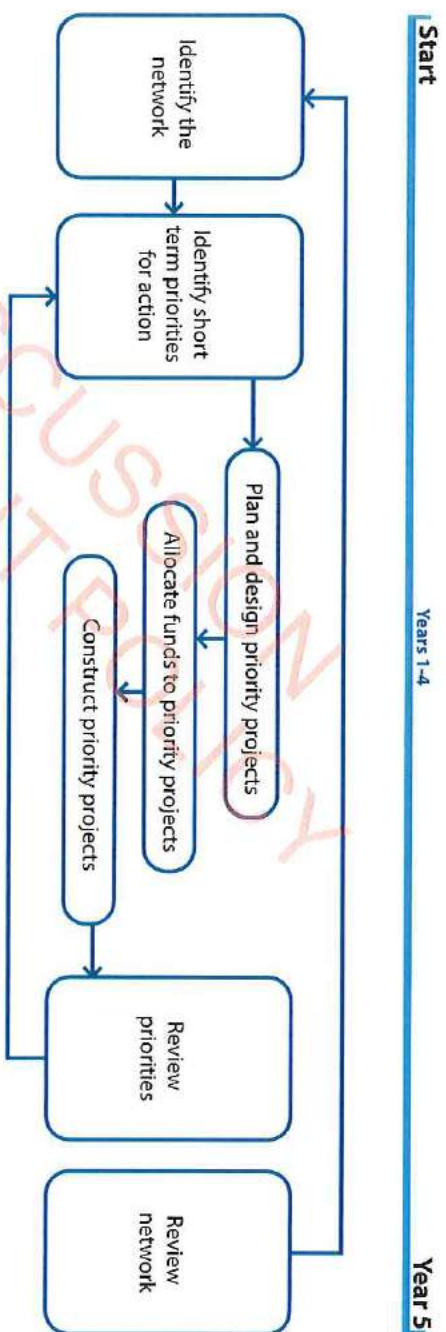 Start
Years 1-4
Year 5
Identify the
network
Identify short
term priorities
for action
Plan and design priority projects
Allocate funds to priority projects
Construct priority projects
Review
priorities
Review
network